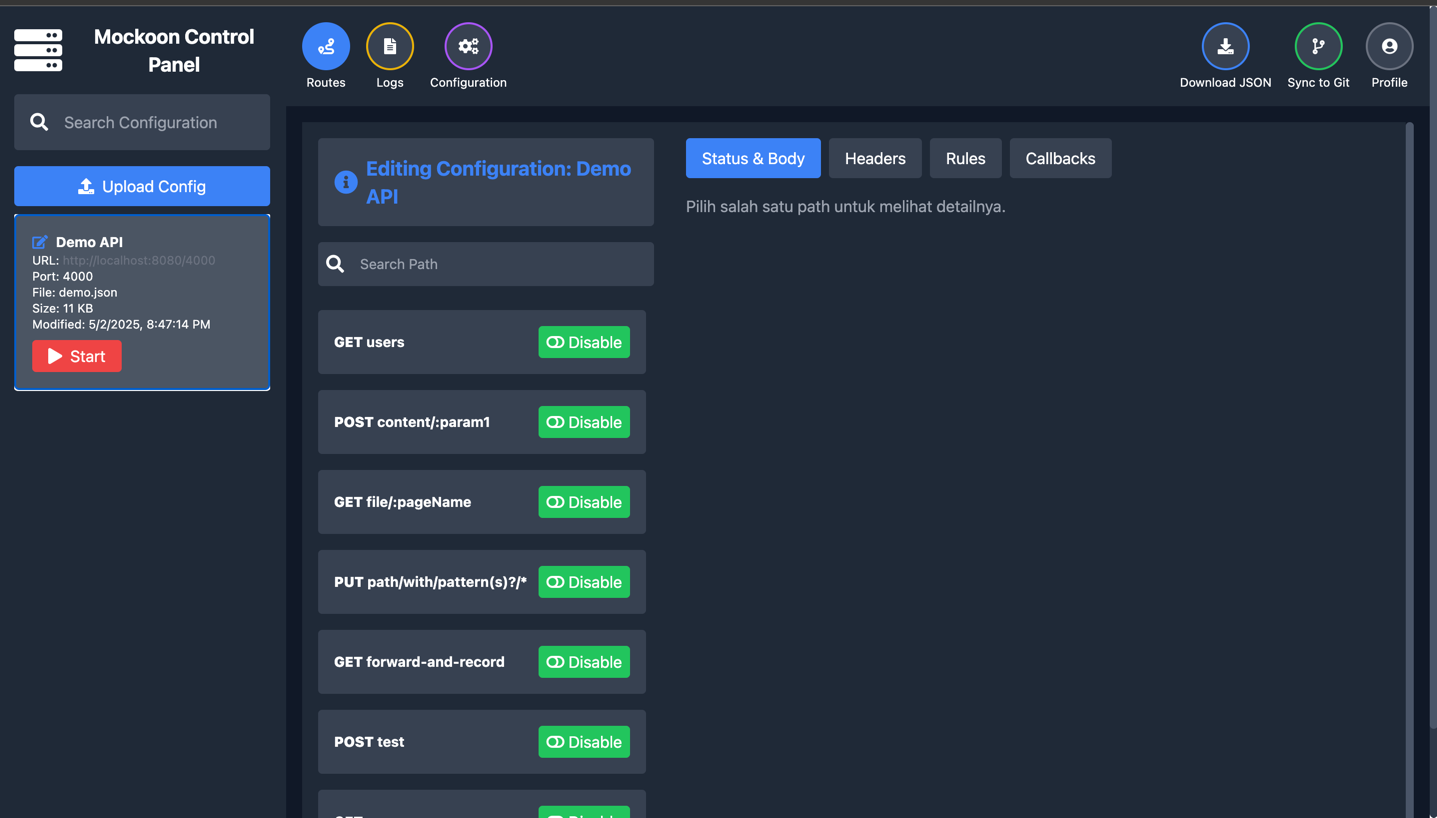 Mockoon Control
Panel
Search Configuration
Upload Config
Demo API
URL: http://localhost:8080/4000
Port: 4000
File: demo.json
Size: 11 KB
Modified: 5/2/2025, 8:47:14 PM
Start
Routes
Logs
Configuration
Download JSON
Sync to Git
Profile
Editing Configuration: Demo
API
Search Path
GET users
Disable
POST content/:param1
Disable
GET file/:pageName
Disable
PUT path/with/pattern(s)?/*
Disable
GET forward-and-record
Disable
POST test
Disable
Status & Body
Headers
Rules
Callbacks
Pilih salah satu path untuk melihat detailnya.